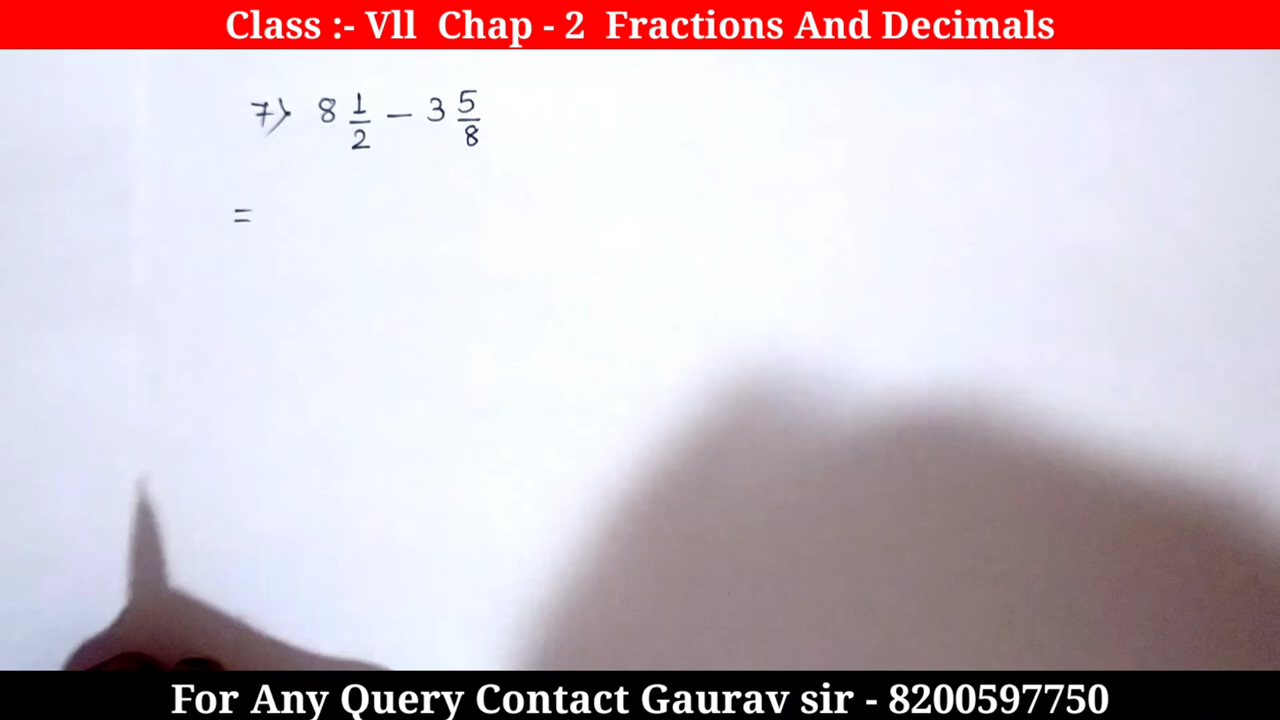 Class :- Vll Chap - 2 Fractions And Decimals
7) 8 1/2 - 3 5/8
=
For Any Query Contact Gaurav sir - 8200597750